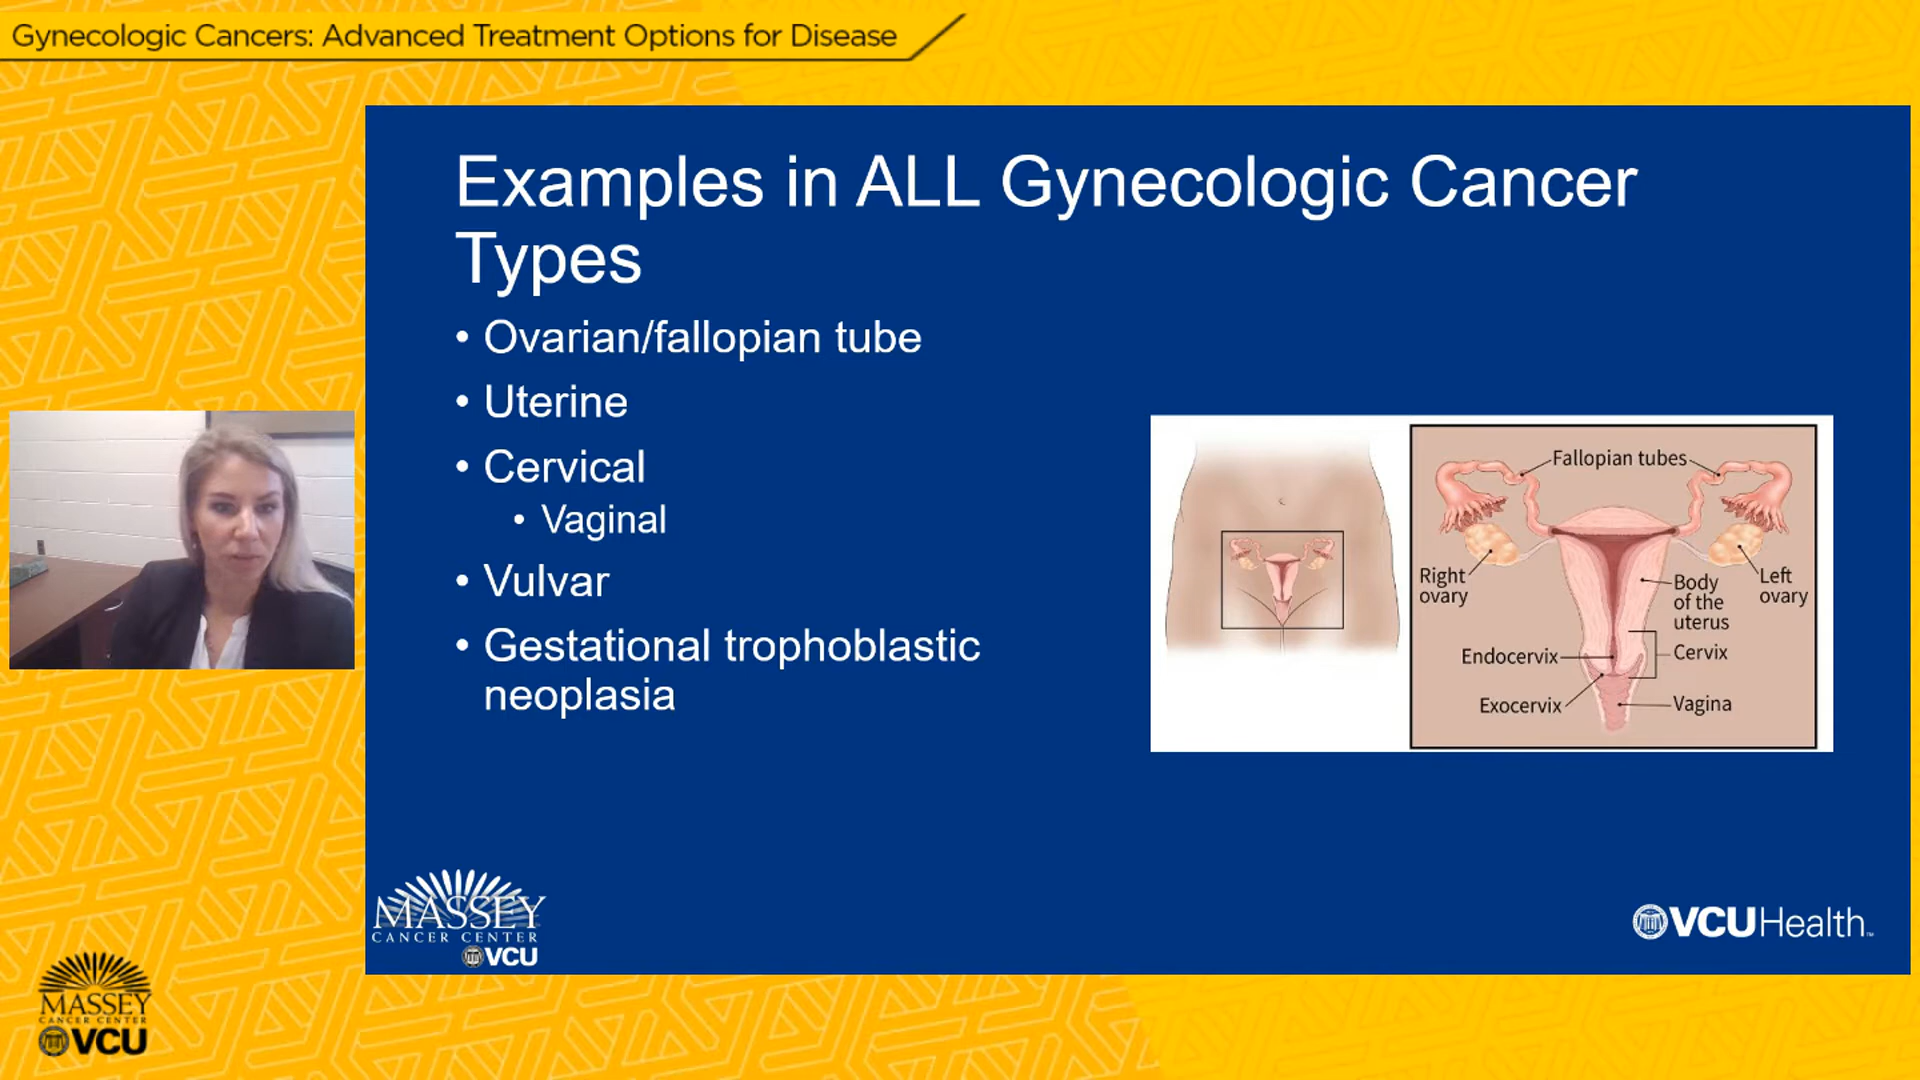 Gynecologic Cancers: Advanced Treatment Options for Disease
Examples in ALL Gynecologic Cancer
Types
• Ovarian/fallopian tube
• Uterine
• Cervical
• Vaginal
• Vulvar
• Gestational trophoblastic
neoplasia
Fallopian tubes
Right
ovary
Left
ovary
Body
of the
uterus
Endocervix
Cervix
Exocervix
Vagina
MASSEY
CANCER CENTER
VCU
VCUHealth™
MASSEY
CANCER CENTER
VCU